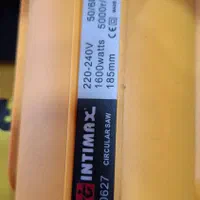 INTIMAX
CIRCULAR SAW
0627
220-240V 50/6
1600watts 5000r/
185mm